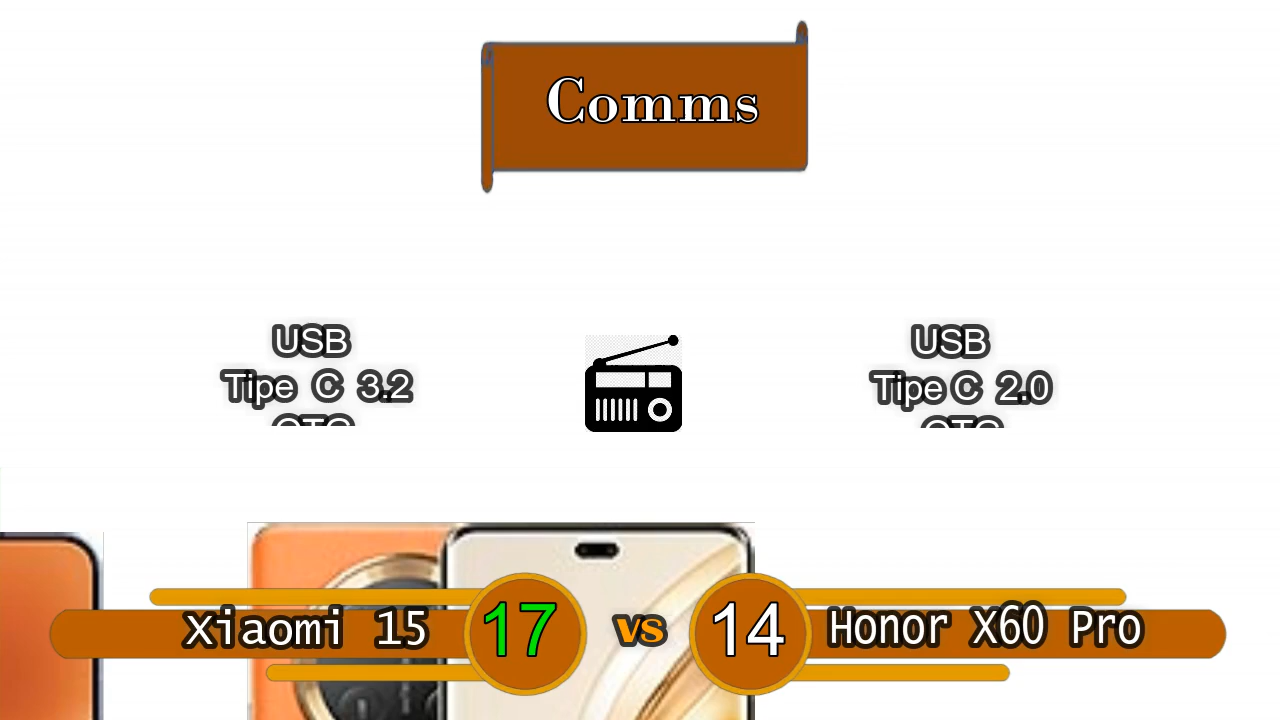 Comms
USB
Tipe C 3.2
USB
Tipe C 2.0
Xiaomi 15 17 vs 14 Honor X60 Pro